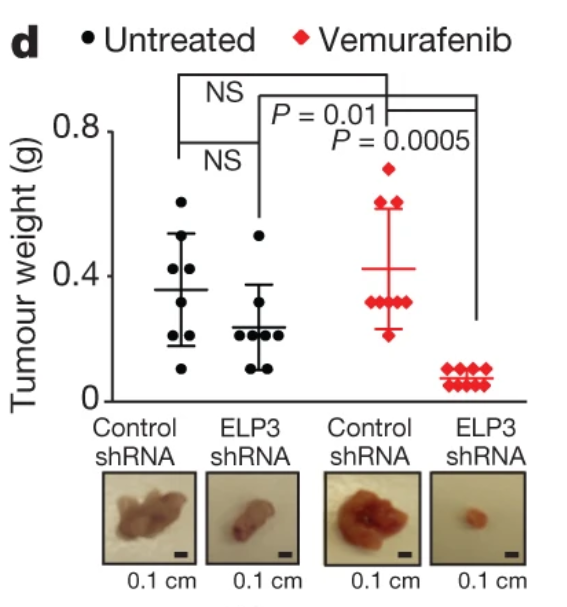 d
Untreated Vemurafenib
NS
P = 0.01
P = 0.0005
NS
Tumour weight (g)
0.8
0.4
0
Control shRNA
ELP3 shRNA
Control shRNA
ELP3 shRNA
0.1 cm 0.1 cm 0.1 cm 0.1 cm